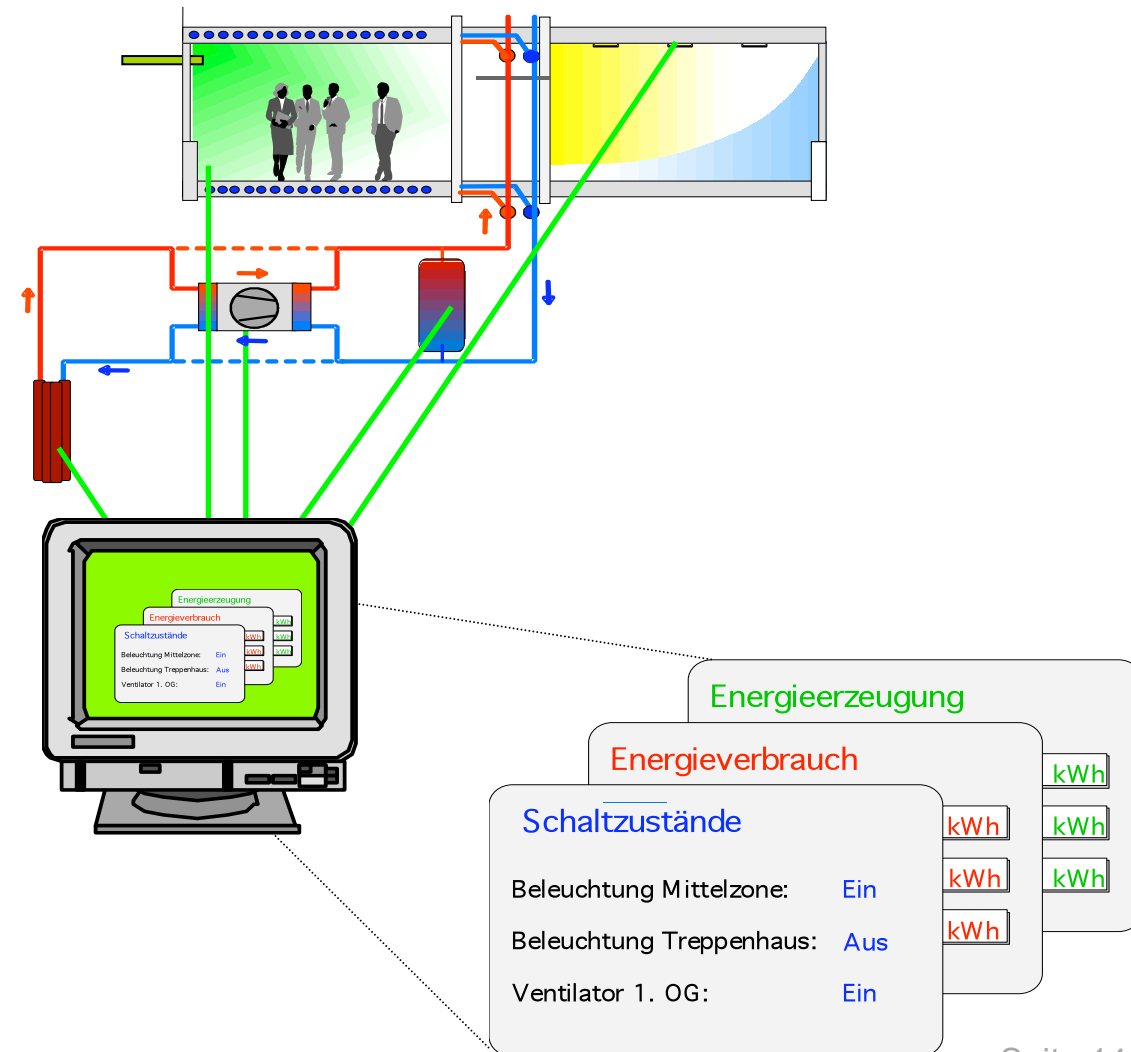 Energieerzeugung
kWh
kWh
kWh
Energieverbrauch
kWh
kWh
kWh
Schaltzustände
Beleuchtung Mittelzone: Ein
Beleuchtung Treppenhaus: Aus
Ventilator 1. OG: Ein
Energieerzeugung
kWh
kWh
kWh
Energieverbrauch
kWh
kWh
kWh
Schaltzustände
Beleuchtung Mittelzone: Ein
Beleuchtung Treppenhaus: Aus
Ventilator 1. OG: Ein